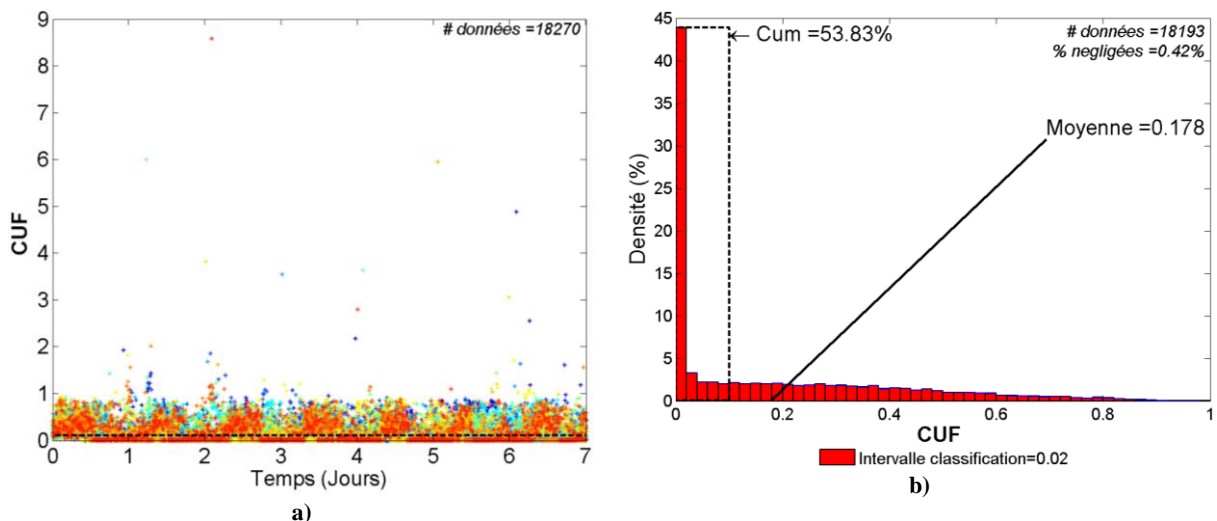 # données =18270
9
8
7
6
5
4
3
2
1
0
CUF
0 1 2 3 4 5 6 7
Temps (Jours)
a)
# données =18193
% negligées =0.42%
← Cum =53.83%
Moyenne =0.178
45
40
35
30
25
20
15
10
5
0
Densité (%)
0 0.2 0.4 0.6 0.8 1
CUF
Intervalle classification=0.02
b)